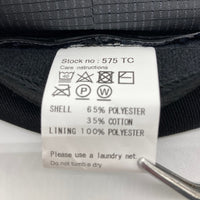 Stock no : 575 TC
Care instructions
SHELL 65% POLYESTER
35% COTTON
LINING 100% POLYESTER
Please use a laundry net.
Do not tumble dry.